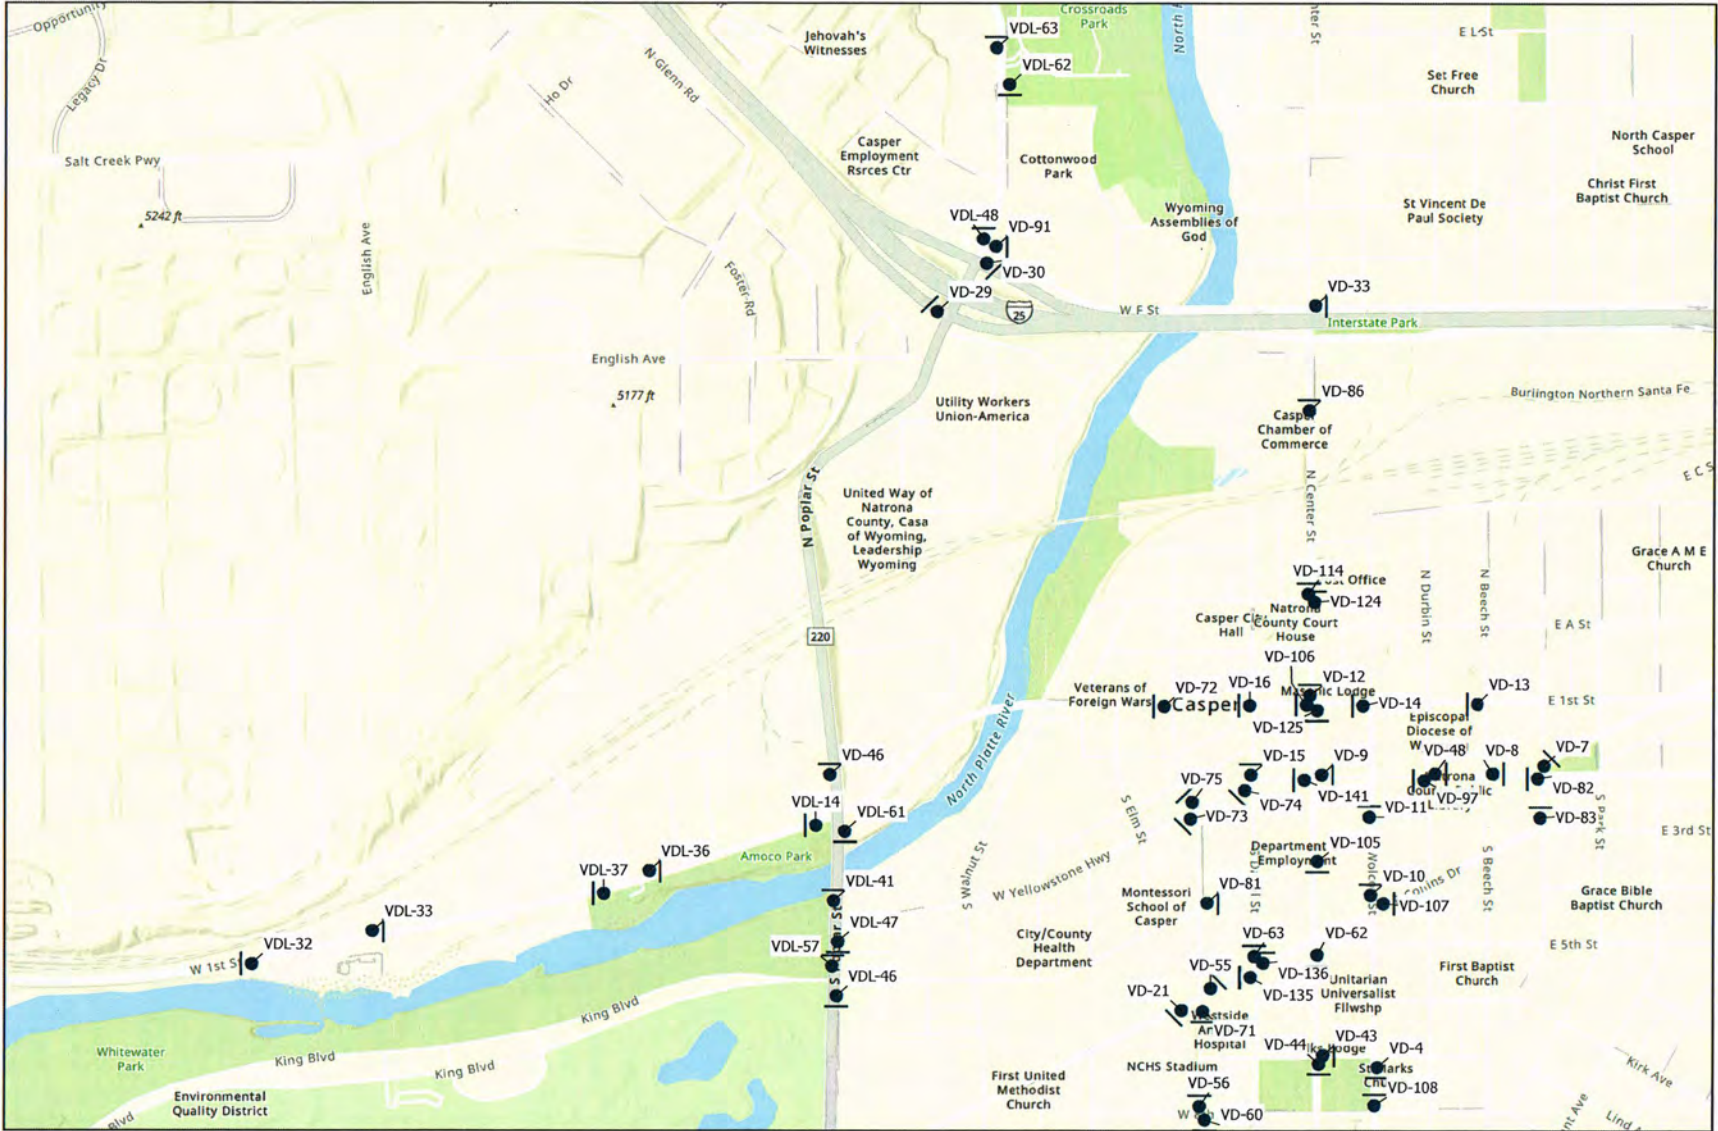 Opportunity
Legacy Dr
Salt Creek Pwy
5242 ft
English Ave
Ho Dr
N Glenn Rd
Jehovah's
Witnesses
VDL-63
VDL-62
Crossroads
Park
E L St
Set Free
Church
North Casper
School
Christ First
Baptist Church
St Vincent De
Paul Society
Casper
Employment
Rsrces Ctr
Cottonwood
Park
Wyoming
Assemblies of
God
VDL-48
VD-91
VD-30
VD-29
25
W F St
VD-33
Interstate Park
Foster Rd
English Ave
5177 ft
Utility Workers
Union-America
VD-86
Casper
Chamber of
Commerce
Burlington Northern Santa Fe
E C S
N Poplar St
United Way of
Natrona
County, Casa
of Wyoming,
Leadership
Wyoming
N Center St
Grace A M E
Church
VD-114
VD-124
Casper City
Hall
Natrona
County Court
House
N Durbin St
N Beech St
E A St
220
VD-106
VD-12
Veterans of
Foreign Wars
VD-72
Casper
VD-16
Masonic Lodge
VD-14
VD-13
E 1st St
VD-125
Episcopal
Diocese of
North Platte River
VD-46
VD-15
VD-9
VD-48
VD-8
VD-7
VD-75
VD-74
VD-141
VD-97
VD-82
VD-73
VD-11
VD-83
VDL-14
VDL-61
S Elm St
S Park St
E 3rd St
Amoco Park
VDL-36
VDL-37
VD-105
Department
S Walnut St
W Yellowstone Hwy
VDL-41
VD-81
VD-10
VD-107
Montessori
School of
Casper
S Beech St
Grace Bible
Baptist Church
VDL-33
VDL-32
W 1st St
VDL-47
VDL-57
VDL-46
City/County
Health
Department
VD-63
VD-62
E 5th St
VD-136
VD-55
VD-135
Unitarian
Universalist
Fllwshp
First Baptist
Church
VD-21
VD-71
Hospital
King Blvd
King Blvd
King Blvd
Blvd
Whitewater
Park
Environmental
Quality District
VD-44
VD-43
VD-4
NCHS Stadium
First United
Methodist
Church
VD-108
VD-56
VD-60
Kirk Ave